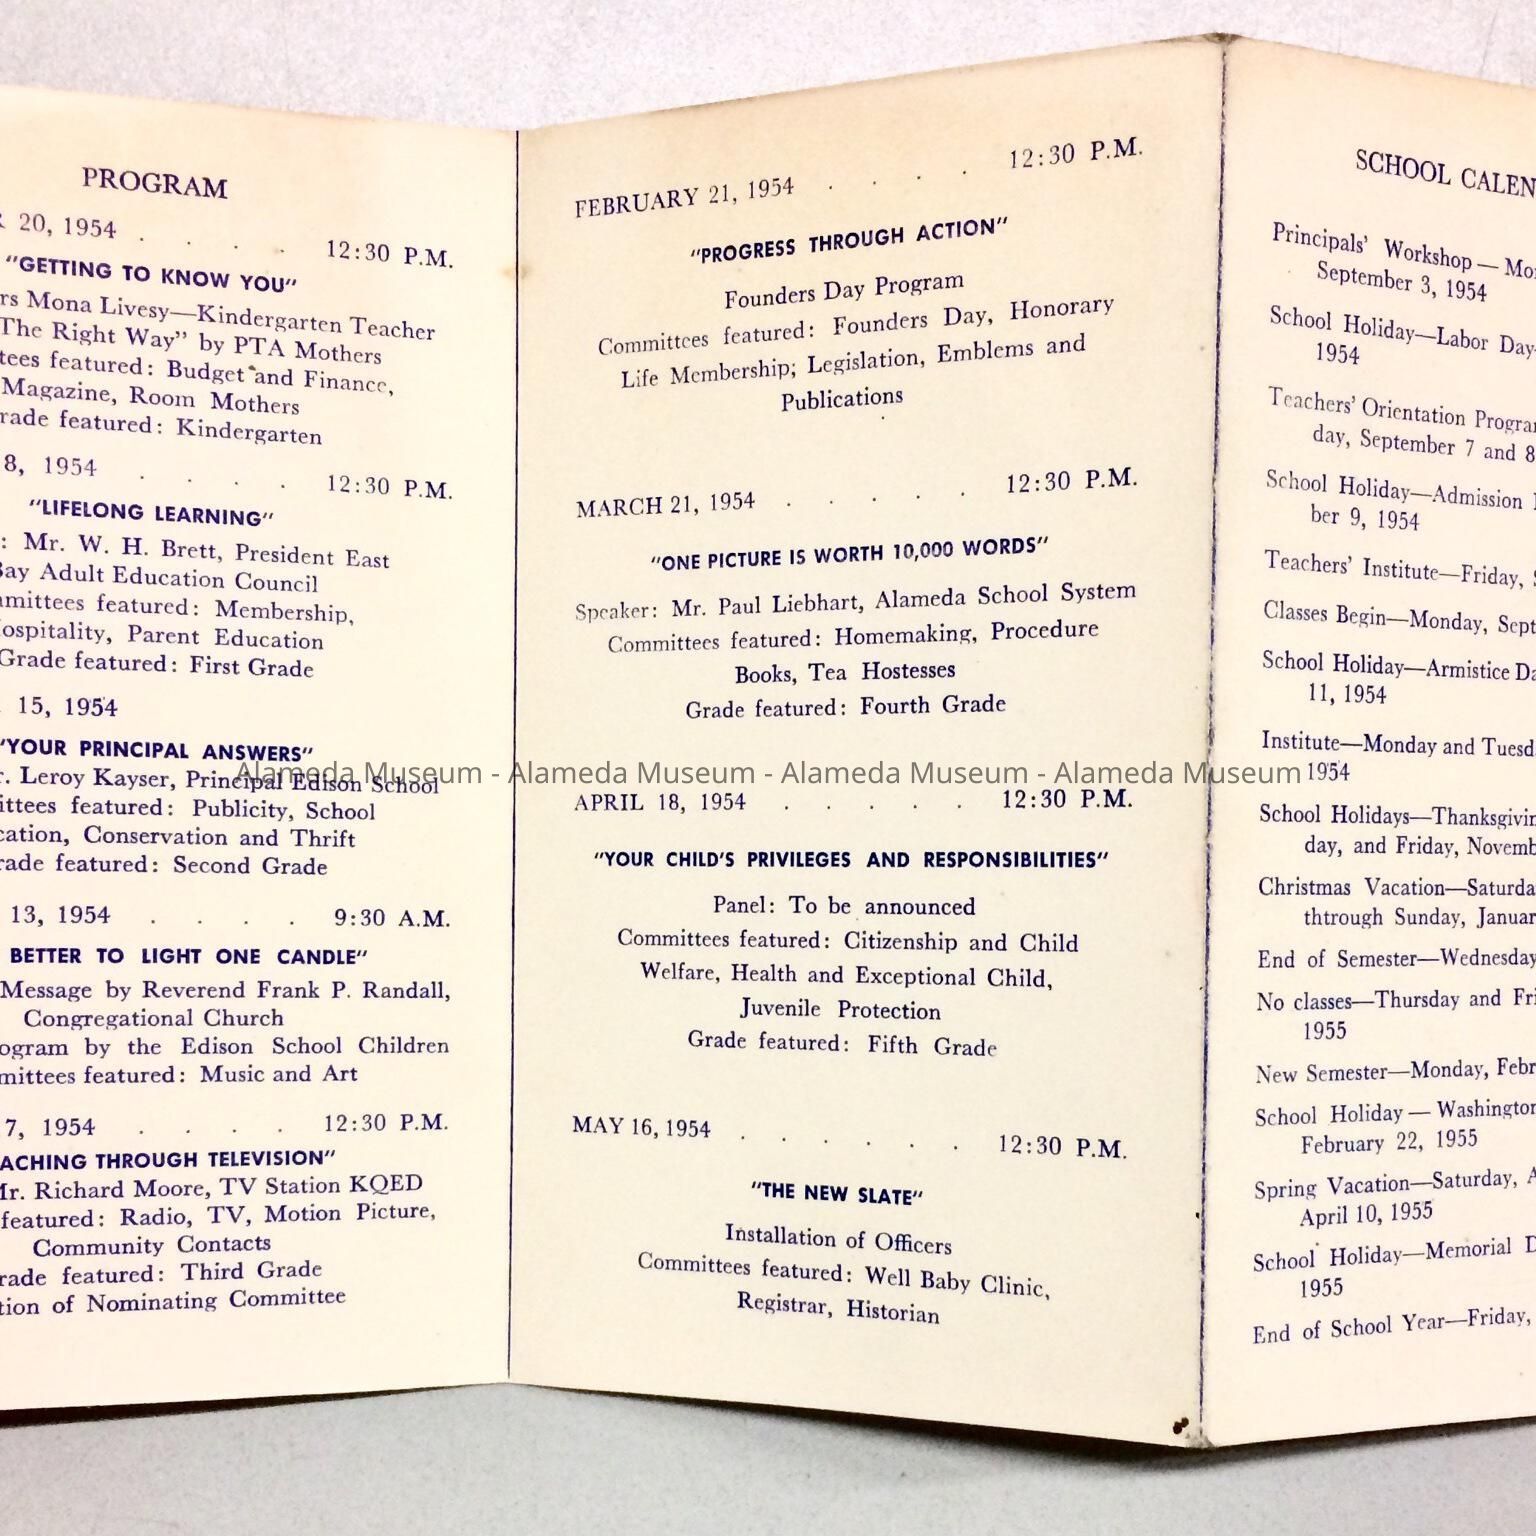 PROGRAM
20, 1954 . . . . 12:30 P.M.
"GETTING TO KNOW YOU"
rs Mona Livesy—Kindergarten Teacher
The Right Way" by PTA Mothers
tees featured: Budget and Finance,
Magazine, Room Mothers
rade featured: Kindergarten
8, 1954 . . . . 12:30 P.M.
"LIFELONG LEARNING"
: Mr. W. H. Brett, President East
Bay Adult Education Council
mmittees featured: Membership,
ospitality, Parent Education
Grade featured: First Grade
15, 1954
"YOUR PRINCIPAL ANSWERS"
r. Leroy Kayser, Principal Edison School
ittees featured: Publicity, School
cation, Conservation and Thrift
rade featured: Second Grade
13, 1954 . . . . 9:30 A.M.
BETTER TO LIGHT ONE CANDLE"
Message by Reverend Frank P. Randall,
Congregational Church
ogram by the Edison School Children
mittees featured: Music and Art
7, 1954 . . . . 12:30 P.M.
ACHING THROUGH TELEVISION"
Mr. Richard Moore, TV Station KQED
featured: Radio, TV, Motion Picture,
Community Contacts
rade featured: Third Grade
tion of Nominating Committee
FEBRUARY 21, 1954 . . . . 12:30 P.M.
"PROGRESS THROUGH ACTION"
Founders Day Program
Committees featured: Founders Day, Honorary
Life Membership; Legislation, Emblems and
Publications
MARCH 21, 1954 . . . . . 12:30 P.M.
"ONE PICTURE IS WORTH 10,000 WORDS"
Speaker: Mr. Paul Liebhart, Alameda School System
Committees featured: Homemaking, Procedure
Books, Tea Hostesses
Grade featured: Fourth Grade
Alameda Museum - Alameda Museum - Alameda Museum - Alameda Museum
APRIL 18, 1954 . . . . . 12:30 P.M.
"YOUR CHILD'S PRIVILEGES AND RESPONSIBILITIES"
Panel: To be announced
Committees featured: Citizenship and Child
Welfare, Health and Exceptional Child,
Juvenile Protection
Grade featured: Fifth Grade
MAY 16, 1954 . . . . . . 12:30 P.M.
"THE NEW SLATE"
Installation of Officers
Committees featured: Well Baby Clinic,
Registrar, Historian
SCHOOL CALEN
Principals' Workshop—Mo
September 3, 1954
School Holiday—Labor Day
1954
Teachers' Orientation Progra
day, September 7 and 8
School Holiday—Admission
ber 9, 1954
Teachers' Institute—Friday,
Classes Begin—Monday, Sept
School Holiday—Armistice Da
11, 1954
Institute—Monday and Tuesd
1954
School Holidays—Thanksgivin
day, and Friday, Novemb
Christmas Vacation—Saturda
thtrough Sunday, Januar
End of Semester—Wednesday
No classes—Thursday and Fri
1955
New Semester—Monday, Febr
School Holiday—Washington
February 22, 1955
Spring Vacation—Saturday, A
April 10, 1955
School Holiday—Memorial D
1955
End of School Year—Friday,